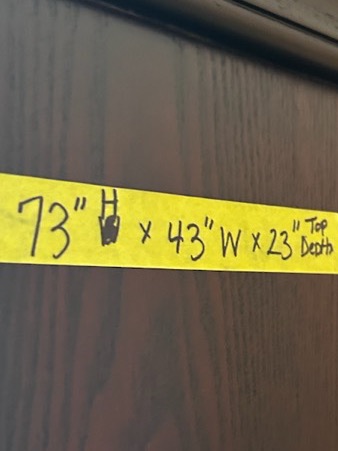 73" H x 43" W x 23" Top Depth